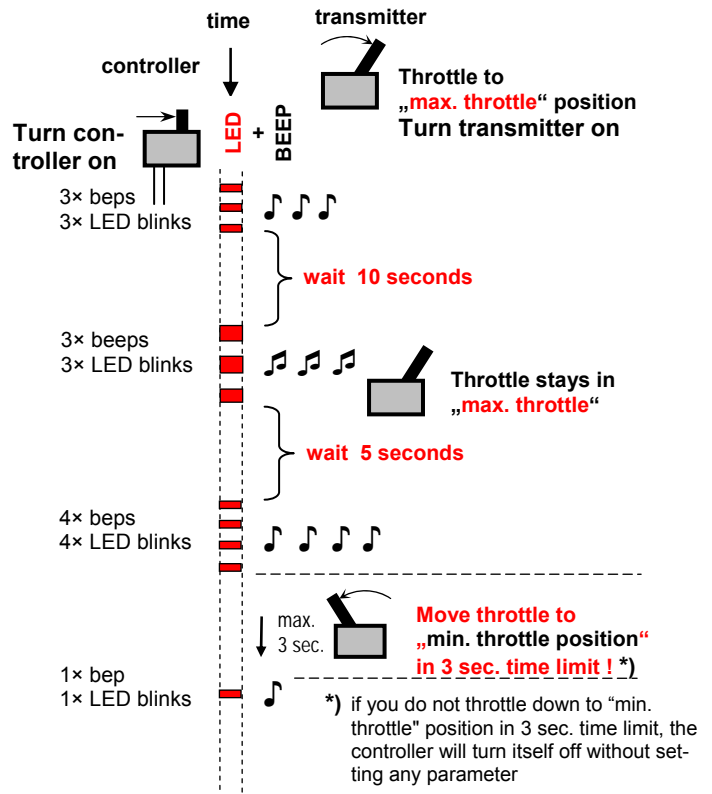 time
transmitter
controller
Throttle to
„max. throttle“ position
Turn transmitter on
Turn con-
troller on
LED
+
BEEP
3× beps
3× LED blinks
wait 10 seconds
3× beeps
3× LED blinks
Throttle stays in
„max. throttle“
wait 5 seconds
4× beps
4× LED blinks
max.
3 sec.
Move throttle to
„min. throttle position“
in 3 sec. time limit ! *)
1× bep
1× LED blinks
*) if you do not throttle down to “min.
throttle" position in 3 sec. time limit, the
controller will turn itself off without set-
ting any parameter